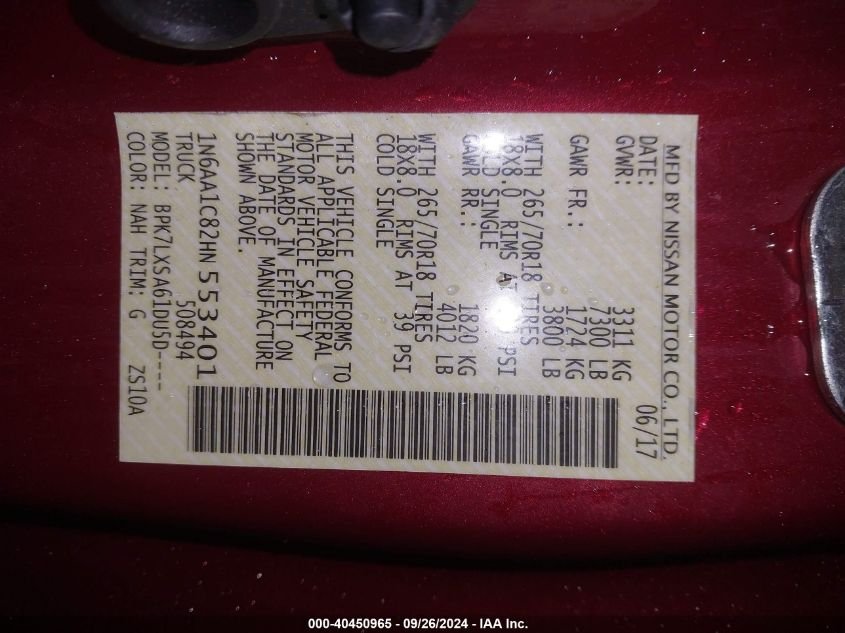 MFD BY NISSAN MOTOR CO., LTD.
DATE: 06/17
GVWR: 3311 KG
7300 LB
GAWR FR.: 1724 KG
3800 LB
WITH 265/70R18 TIRES
18X8.0 RIMS AT PSI
SINGLE
GAWR RR.: 1820 KG
4012 LB
WITH 265/70R18 TIRES
18X8.0 RIMS AT 39 PSI
COLD SINGLE
THIS VEHICLE CONFORMS TO
ALL APPLICABLE FEDERAL
MOTOR VEHICLE SAFETY
STANDARDS IN EFFECT ON
THE DATE OF MANUFACTURE
SHOWN ABOVE.
1N6AA1C82HN553401
TRUCK 508494
MODEL: BPK7LXSA61DU5D----
COLOR: NAH TRIM: G ZS10A
000-40450965 - 09/26/2024 - IAA Inc.